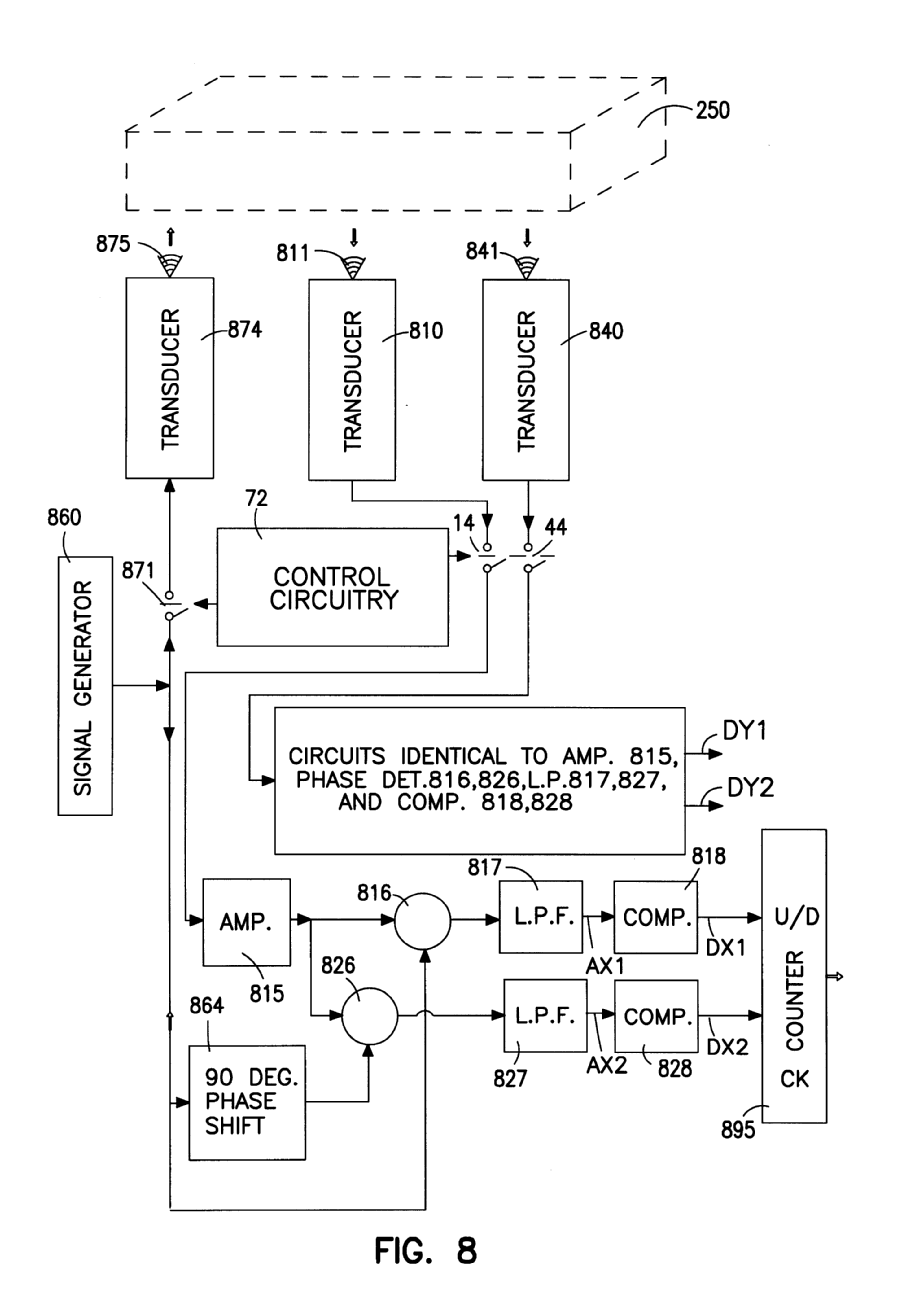 250
875
811
841
TRANSDUCER
874
TRANSDUCER
810
TRANSDUCER
840
860
72
14
44
871
CONTROL
CIRCUITRY
SIGNAL GENERATOR
CIRCUITS IDENTICAL TO AMP. 815,
PHASE DET.816,826,L.P.817,827,
AND COMP. 818,828
DY1
DY2
817
818
816
AMP.
L.P.F.
COMP.
U/D
815
826
AX1
DX1
COUNTER
864
L.P.F.
COMP.
90 DEG.
PHASE
SHIFT
827
AX2
828
DX2
CK
895
FIG. 8